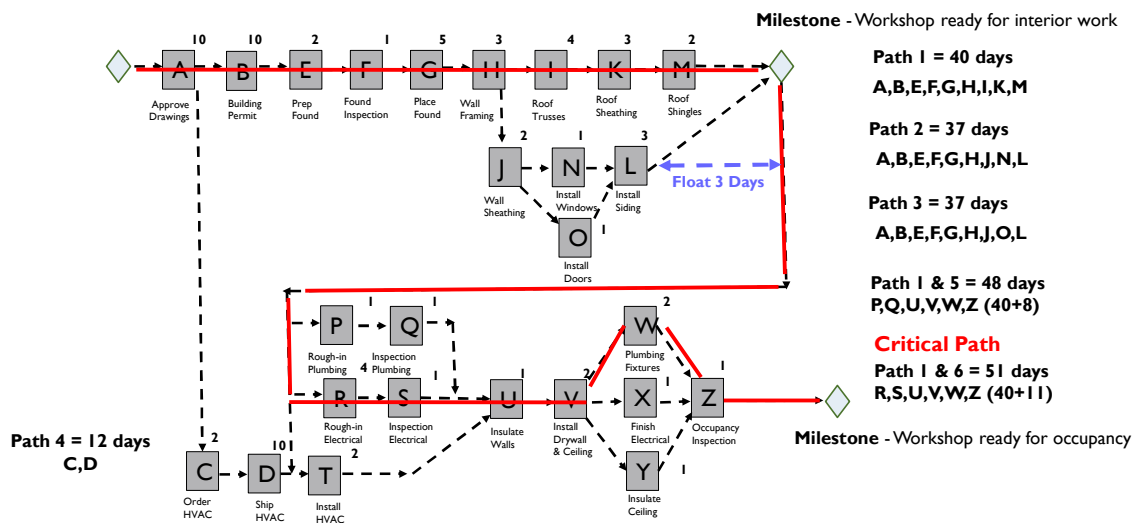 Milestone - Workshop ready for interior work
10 10 2 1 5 3 4 3 2
A B E F G H I K M
Approve Drawings
Building Permit
Prep Found
Found Inspection
Place Found
Wall Framing
Roof Trusses
Roof Sheathing
Roof Shingles
Path 1 = 40 days
A,B,E,F,G,H,I,K,M
2 1 3
J N L
Wall Sheathing
Install Windows
Install Siding
Float 3 Days
Path 2 = 37 days
A,B,E,F,G,H,J,N,L
O 1
Install Doors
Path 3 = 37 days
A,B,E,F,G,H,J,O,L
Path 1 & 5 = 48 days
P,Q,U,V,W,Z (40+8)
1 1 2
P Q W
Rough-in Plumbing
Inspection Plumbing
Plumbing Fixtures
Critical Path
Path 1 & 6 = 51 days
R,S,U,V,W,Z (40+11)
4 1 1 2 1 1
R S U V X Z
Rough-in Electrical
Inspection Electrical
Insulate Walls
Install Drywall & Ceiling
Finish Electrical
Occupancy Inspection
Milestone - Workshop ready for occupancy
Path 4 = 12 days
C,D
2 10 2 1
C D T Y
Order HVAC
Ship HVAC
Install HVAC
Insulate Ceiling